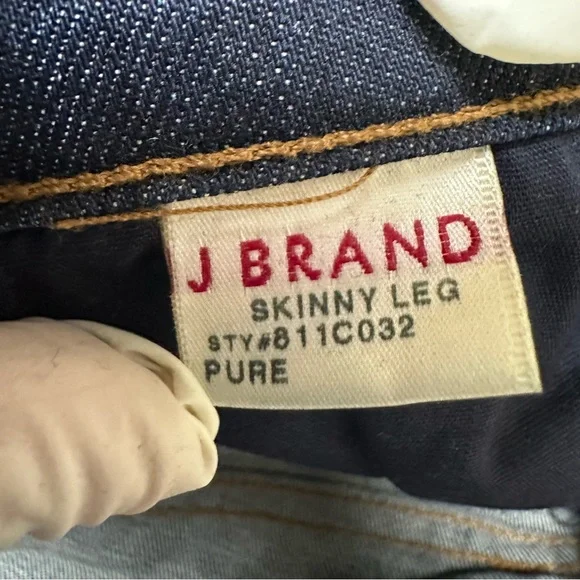 J BRAND
SKINNY LEG
STY#811C032
PURE